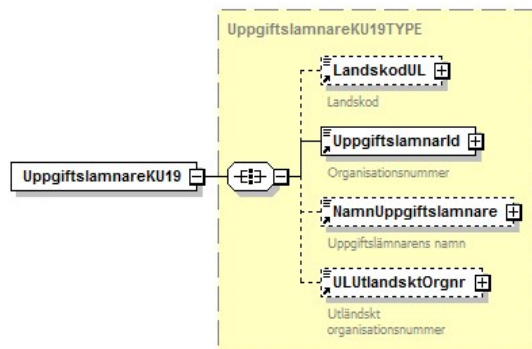 UppgiftslamnareKU19TYPE
LandskodUL
Landskod
UppgiftslamnarId
Organisationsnummer
UppgiftslamnareKU19
NamnUppgiftslamnare
Uppgiftslämnarens namn
ULUtlandsktOrgnr
Utländskt
organisationsnummer